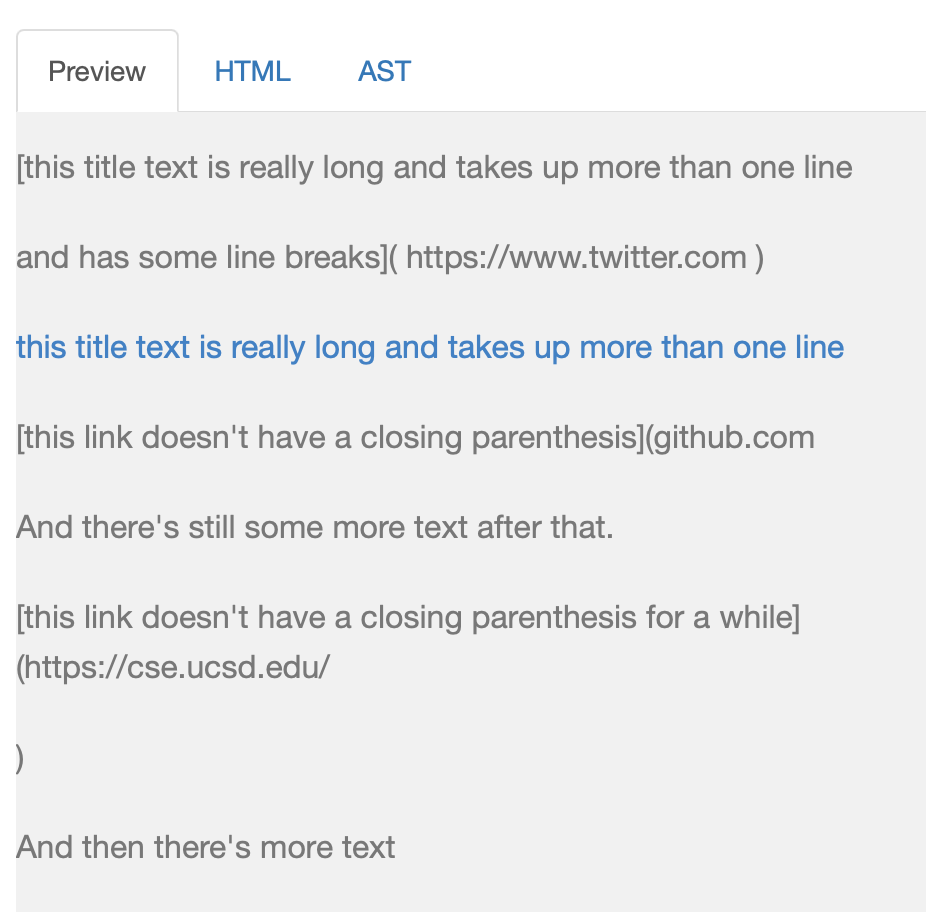 Preview HTML AST
[this title text is really long and takes up more than one line
and has some line breaks]( https://www.twitter.com )
this title text is really long and takes up more than one line
[this link doesn't have a closing parenthesis](github.com
And there's still some more text after that.
[this link doesn't have a closing parenthesis for a while]
(https://cse.ucsd.edu/
)
And then there's more text